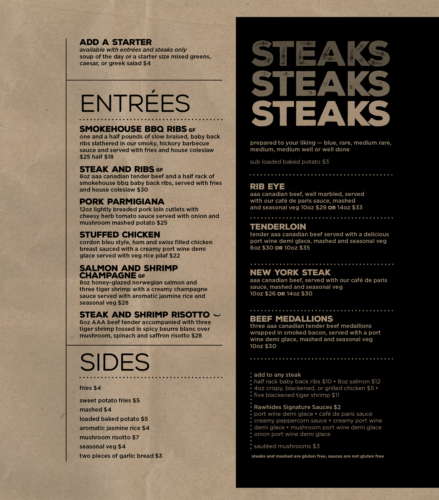 ADD A STARTER
available with entrées and steaks only
soup of the day or a starter size mixed greens,
caesar, or greek salad $4
ENTRÉES
SMOKEHOUSE BBQ RIBS GF
one and a half pounds of slow braised, baby back
ribs slathered in our smoky, hickory barbecue
sauce and served with fries and house coleslaw
$25 half $18
STEAK AND RIBS GF
8oz aaa canadian tender beef and a half rack of
smokehouse bbq baby back ribs, served with fries
and house coleslaw $30
PORK PARMIGIANA
12oz lightly breaded pork loin cutlets with
cheesy herb tomato sauce served with onion and
mushroom mashed potato $25
STUFFED CHICKEN
cordon bleu style, ham and swiss filled chicken
breast sauced with a creamy port wine demi
glace served with veg rice pilaf $22
SALMON AND SHRIMP
CHAMPAGNE GF
8oz honey-glazed norwegian salmon and
three tiger shrimp with a creamy champagne
sauce served with aromatic jasmine rice and
seasonal veg $28
STEAK AND SHRIMP RISOTTO
6oz AAA beef tender accompanied with three
tiger shrimp tossed in spicy beurre blanc over
mushroom, spinach and saffron risotto $28
SIDES
fries $4
sweet potato fries $5
mashed $4
loaded baked potato $5
aromatic jasmine rice $4
mushroom risotto $7
seasonal veg $4
two pieces of garlic bread $3
STEAKS
STEAKS
STEAKS
prepared to your liking — blue, rare, medium rare,
medium, medium well or well done
sub loaded baked potato $3
RIB EYE
aaa canadian beef, well marbled, served
with our café de paris sauce, mashed
and seasonal veg 10oz $29 OR 14oz $33
TENDERLOIN
tender aaa canadian beef served with a delicious
port wine demi glace, mashed and seasonal veg
8oz $30 OR 10oz $35
NEW YORK STEAK
aaa canadian beef, served with our café de paris
sauce, mashed and seasonal veg
10oz $26 OR 14oz $30
BEEF MEDALLIONS
three aaa canadian tender beef medallions
wrapped in smoked bacon, served with a port
wine demi glace, mashed and seasonal veg
10oz $30
add to any steak
half rack baby back ribs $10 • 8oz salmon $12
4oz crispy, blackened, or grilled chicken $5 •
five blackened tiger shrimp $11
Rawhides Signature Sauces $2
port wine demi glace • café de paris sauce
creamy peppercorn sauce • creamy port wine
demi glace • mushroom port wine demi glace
onion port wine demi glace
sautéed mushrooms $3
steaks and mashed are gluten free, sauces are not gluten free